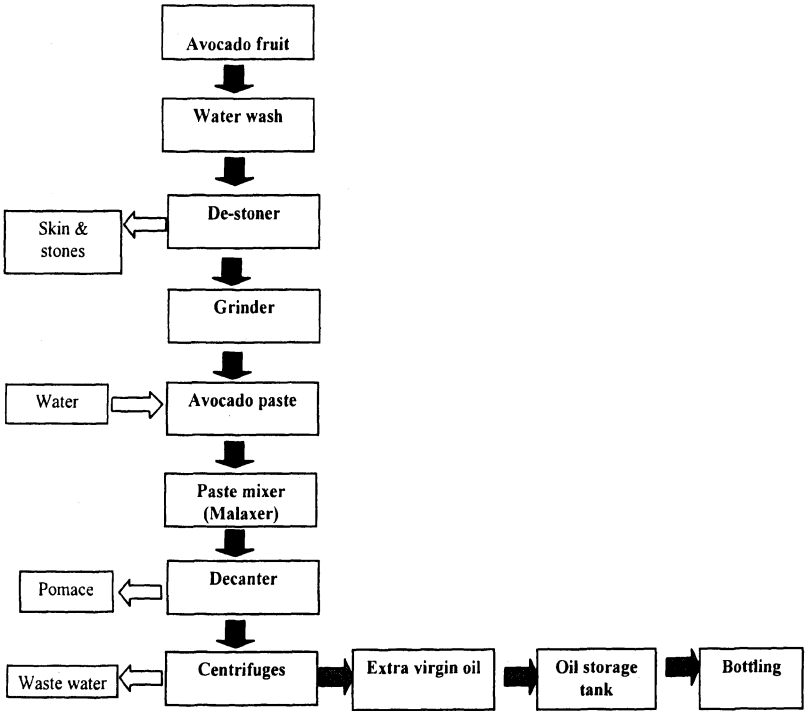 Avocado fruit
Water wash
De-stoner
Skin &
stones
Grinder
Water
Avocado paste
Paste mixer
(Malaxer)
Decanter
Pomace
Centrifuges
Extra virgin oil
Oil storage
tank
Bottling
Waste water